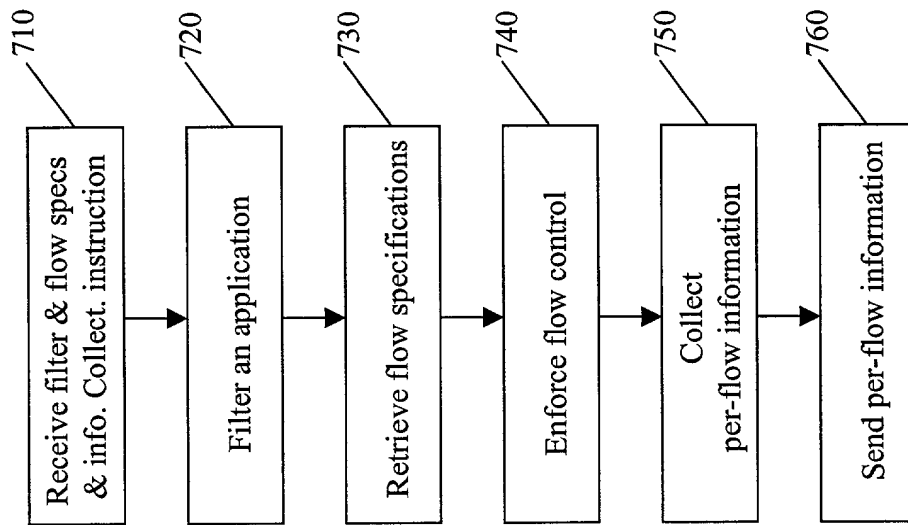 710
Receive filter & flow specs
& info. Collect. instruction
720
Filter an application
730
Retrieve flow specifications
740
Enforce flow control
750
Collect
per-flow information
760
Send per-flow information